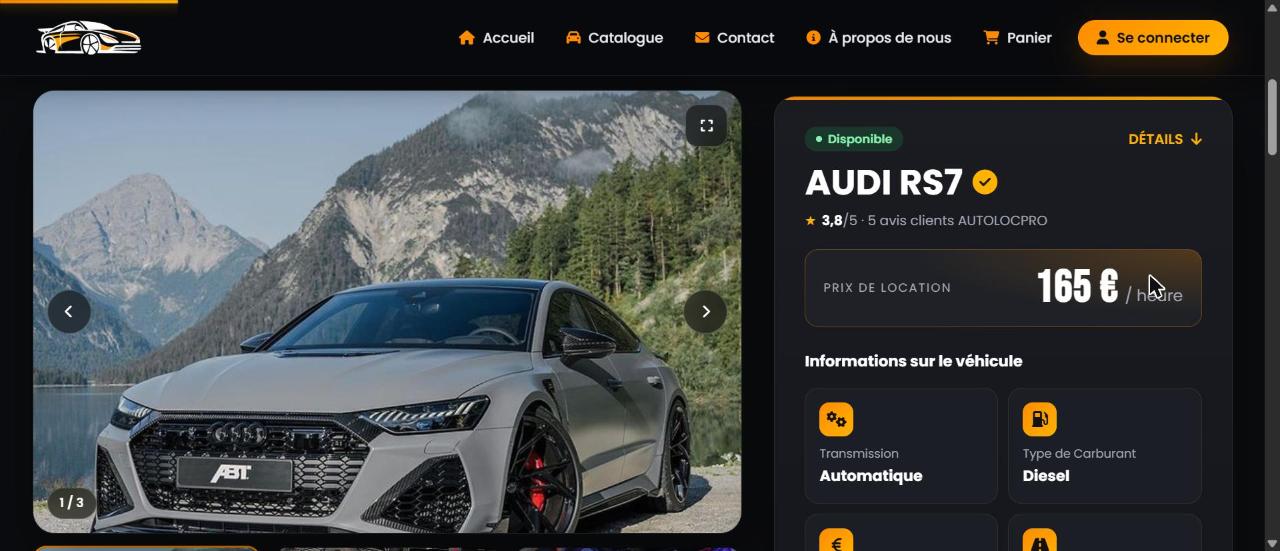 Accueil
Catalogue
Contact
À propos de nous
Panier
Se connecter
Disponible
DÉTAILS ↓
AUDI RS7
★ 3,8/5 · 5 avis clients AUTOLOCPRO
PRIX DE LOCATION
165 € / heure
Informations sur le véhicule
Transmission
Automatique
Type de Carburant
Diesel
€
ABT
1 / 3